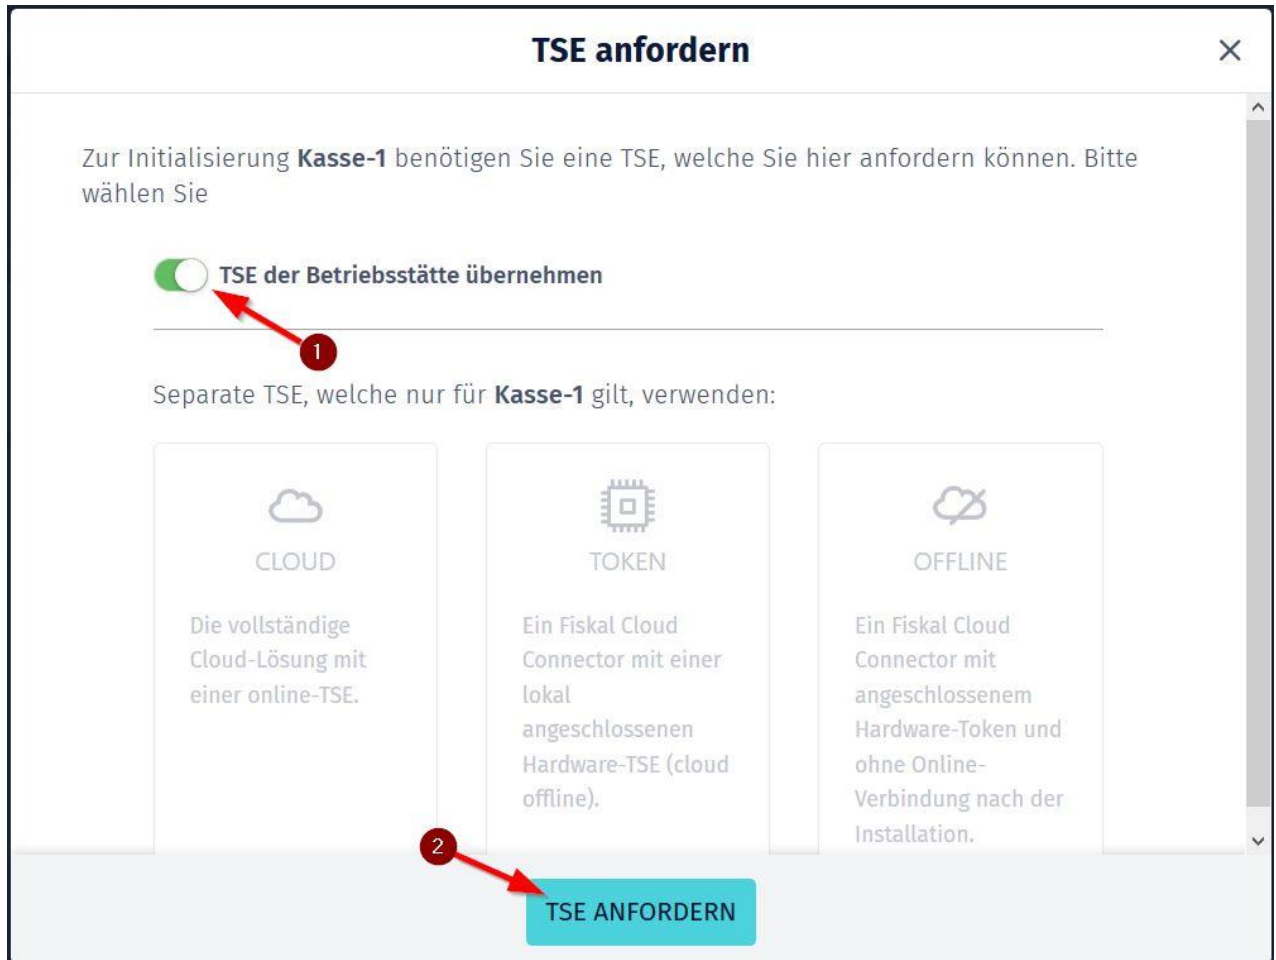 TSE anfordern
Zur Initialisierung Kasse-1 benötigen Sie eine TSE, welche Sie hier anfordern können. Bitte
wählen Sie
TSE der Betriebsstätte übernehmen
1
Separate TSE, welche nur für Kasse-1 gilt, verwenden:
CLOUD
Die vollständige
Cloud-Lösung mit
einer online-TSE.
TOKEN
Ein Fiskal Cloud
Connector mit einer
lokal
angeschlossenen
Hardware-TSE (cloud
offline).
OFFLINE
Ein Fiskal Cloud
Connector mit
angeschlossenem
Hardware-Token und
ohne Online-
Verbindung nach der
Installation.
2
TSE ANFORDERN